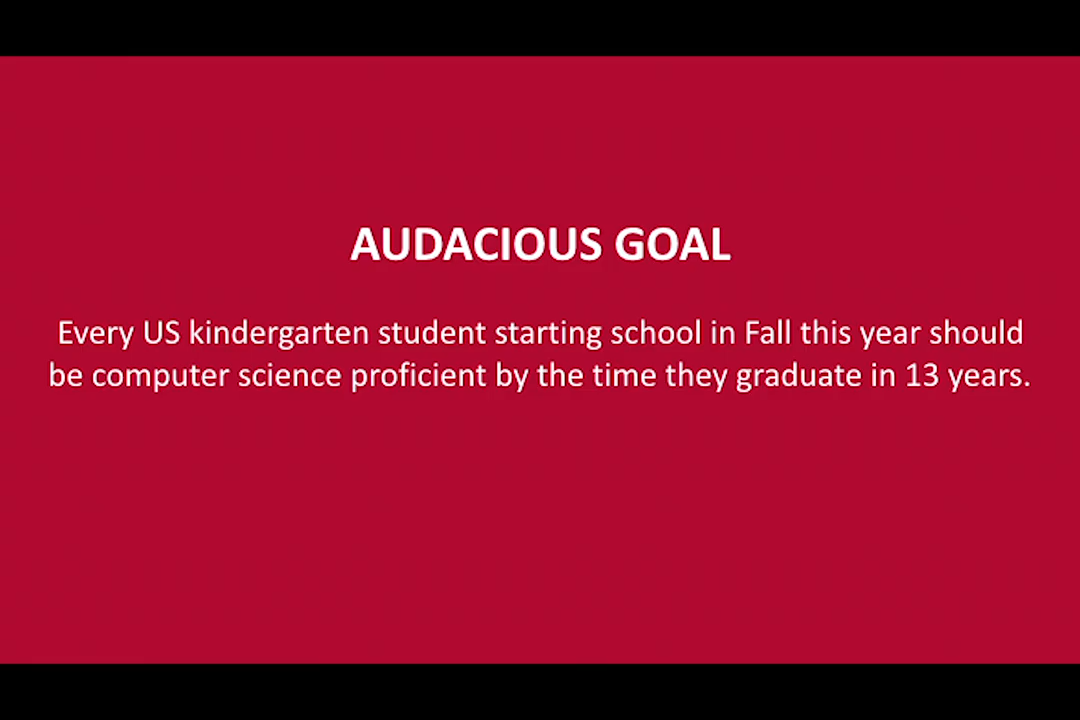 AUDACIOUS GOAL
Every US kindergarten student starting school in Fall this year should
be computer science proficient by the time they graduate in 13 years.